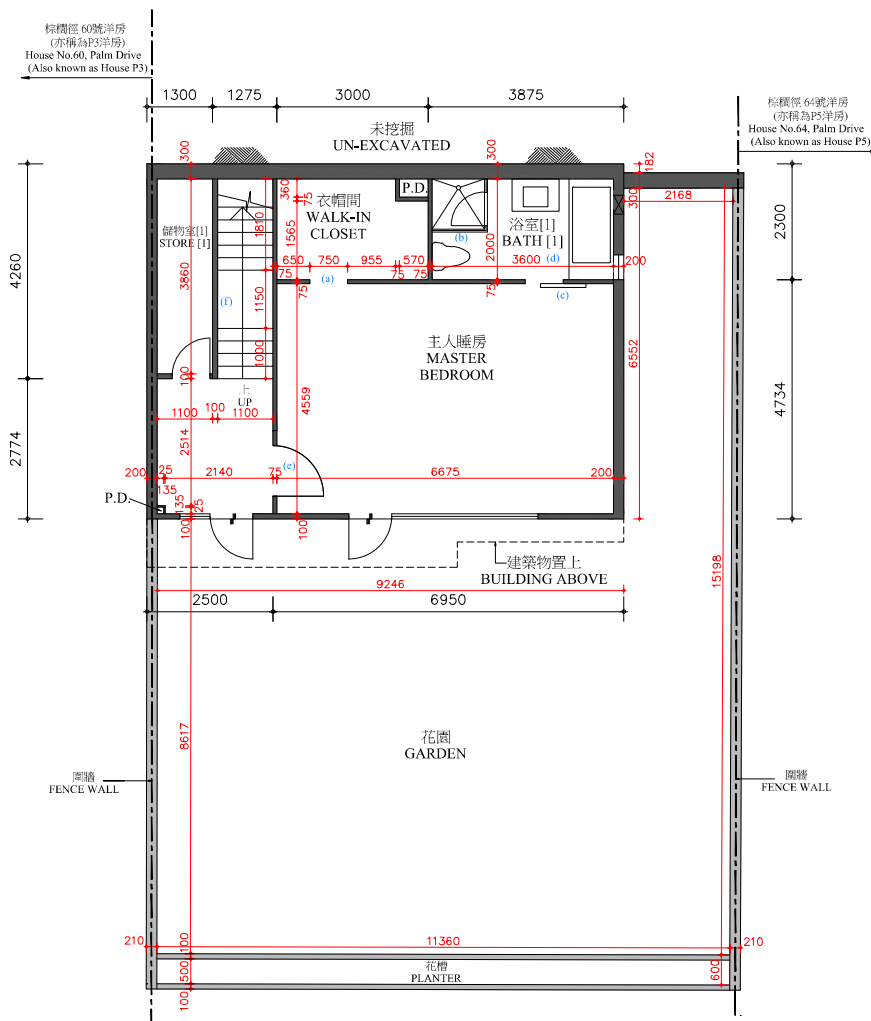 棕櫚徑 60號洋房
(亦稱為P3洋房)
House No.60, Palm Drive
(Also known as House P3)
棕櫚徑 64號洋房
(亦稱為P5洋房)
House No.64, Palm Drive
(Also known as House P5)
1300
1275
3000
3875
未挖掘
UN-EXCAVATED
300
300
182
360
75
衣帽間
WALK-IN
CLOSET
P.D.
1810
1565
儲物室[1]
STORE [1]
3860
浴室[1]
BATH [1]
(b)
(d)
2000
300
2168
2300
4260
650
750
955
570
3600
200
75
75
75
(a)
(c)
75
75
(f)
1150
1000
主人睡房
MASTER
BEDROOM
4559
6552
4734
100
上
UP
1100
100
1100
2514
2774
(e)
200
25
2140
75
6675
200
135
P.D.
135
25
100
100
建築物置上
BUILDING ABOVE
9246
2500
6950
15198
8617
花園
GARDEN
圍牆
FENCE WALL
圍牆
FENCE WALL
210
100
11360
210
500
花槽
PLANTER
600
100